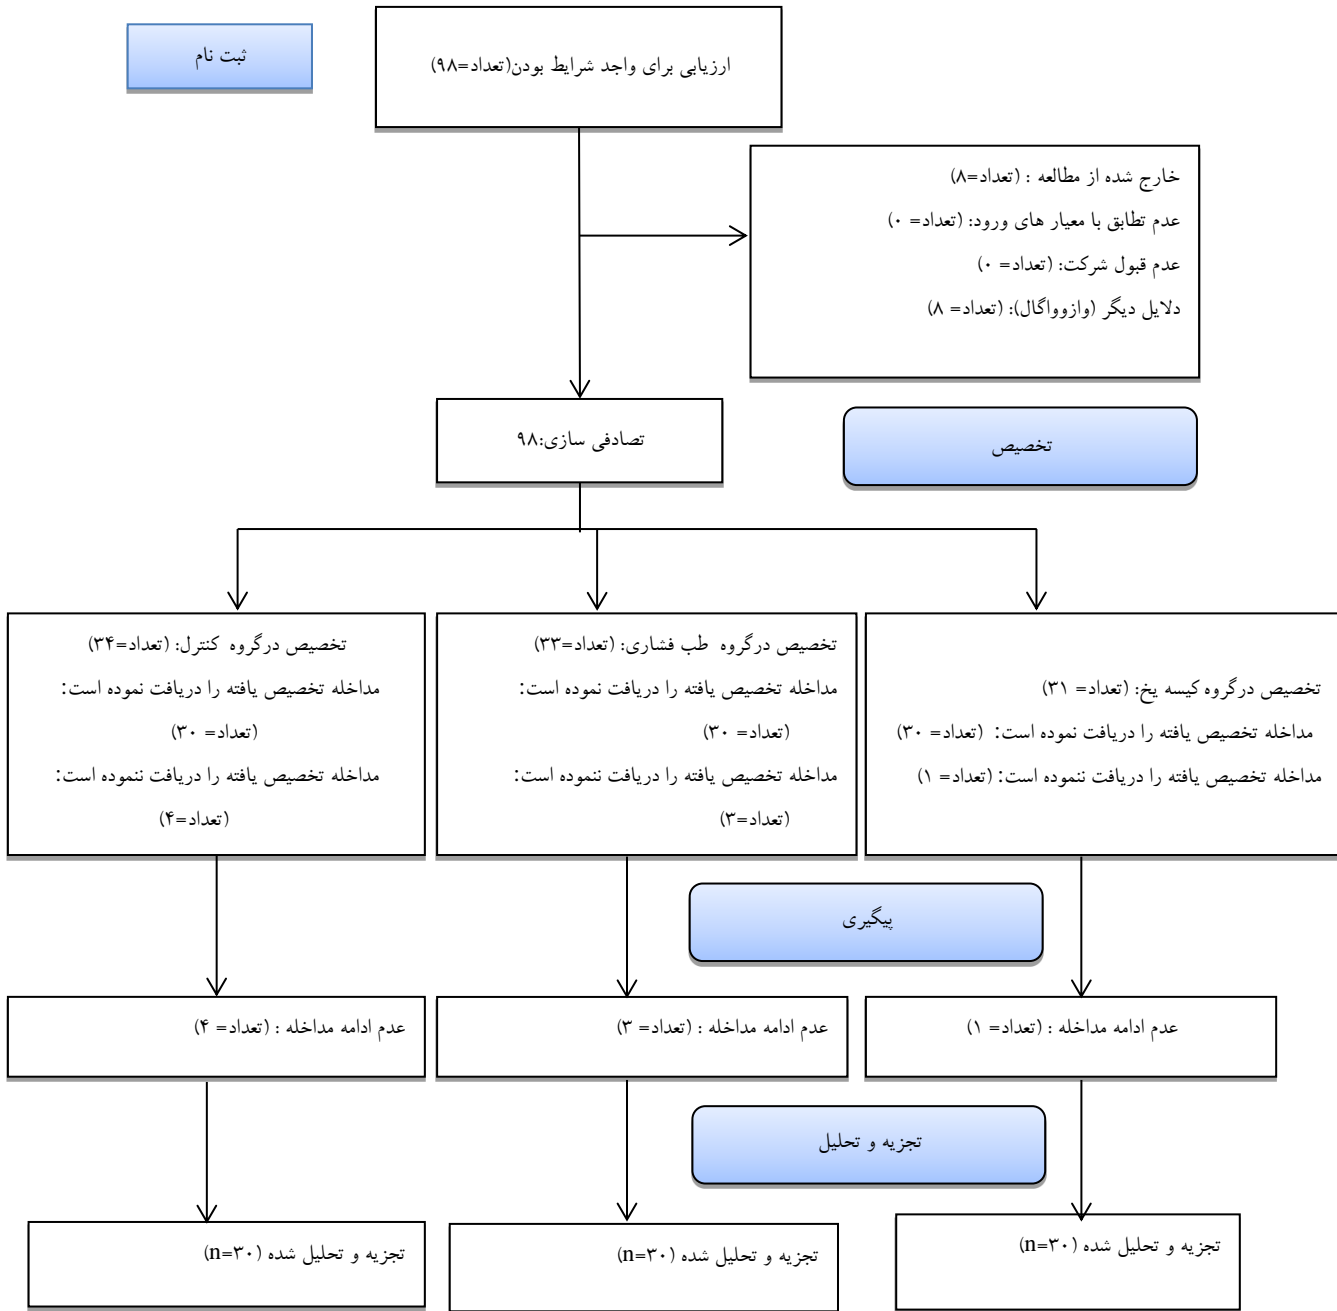 ثبت نام
ارزیابی برای واجد شرایط بودن(تعداد=۹۸)
خارج شده از مطالعه : (تعداد=۸)
عدم تطابق با معیار های ورود: (تعداد= ۰)
عدم قبول شرکت: (تعداد= ۰)
دلایل دیگر (وازوواگال): (تعداد= ۸)
تصادفی سازی:۹۸
تخصیص
تخصیص درگروه کیسه یخ: (تعداد= ۳۱)
مداخله تخصیص یافته را دریافت نموده است: (تعداد= ۳۰)
مداخله تخصیص یافته را دریافت ننموده است: (تعداد= ۱)
تخصیص درگروه طب فشاری: (تعداد=۳۳)
مداخله تخصیص یافته را دریافت نموده است:
(تعداد= ۳۰)
مداخله تخصیص یافته را دریافت ننموده است:
(تعداد=۳)
تخصیص درگروه کنترل: (تعداد=۳۴)
مداخله تخصیص یافته را دریافت نموده است:
(تعداد= ۳۰)
مداخله تخصیص یافته را دریافت ننموده است:
(تعداد=۴)
پیگیری
عدم ادامه مداخله : (تعداد= ۱)
عدم ادامه مداخله : (تعداد= ۳)
عدم ادامه مداخله : (تعداد= ۴)
تجزیه و تحلیل
تجزیه و تحلیل شده (n=۳۰)
تجزیه و تحلیل شده (n=۳۰)
تجزیه و تحلیل شده (n=۳۰)